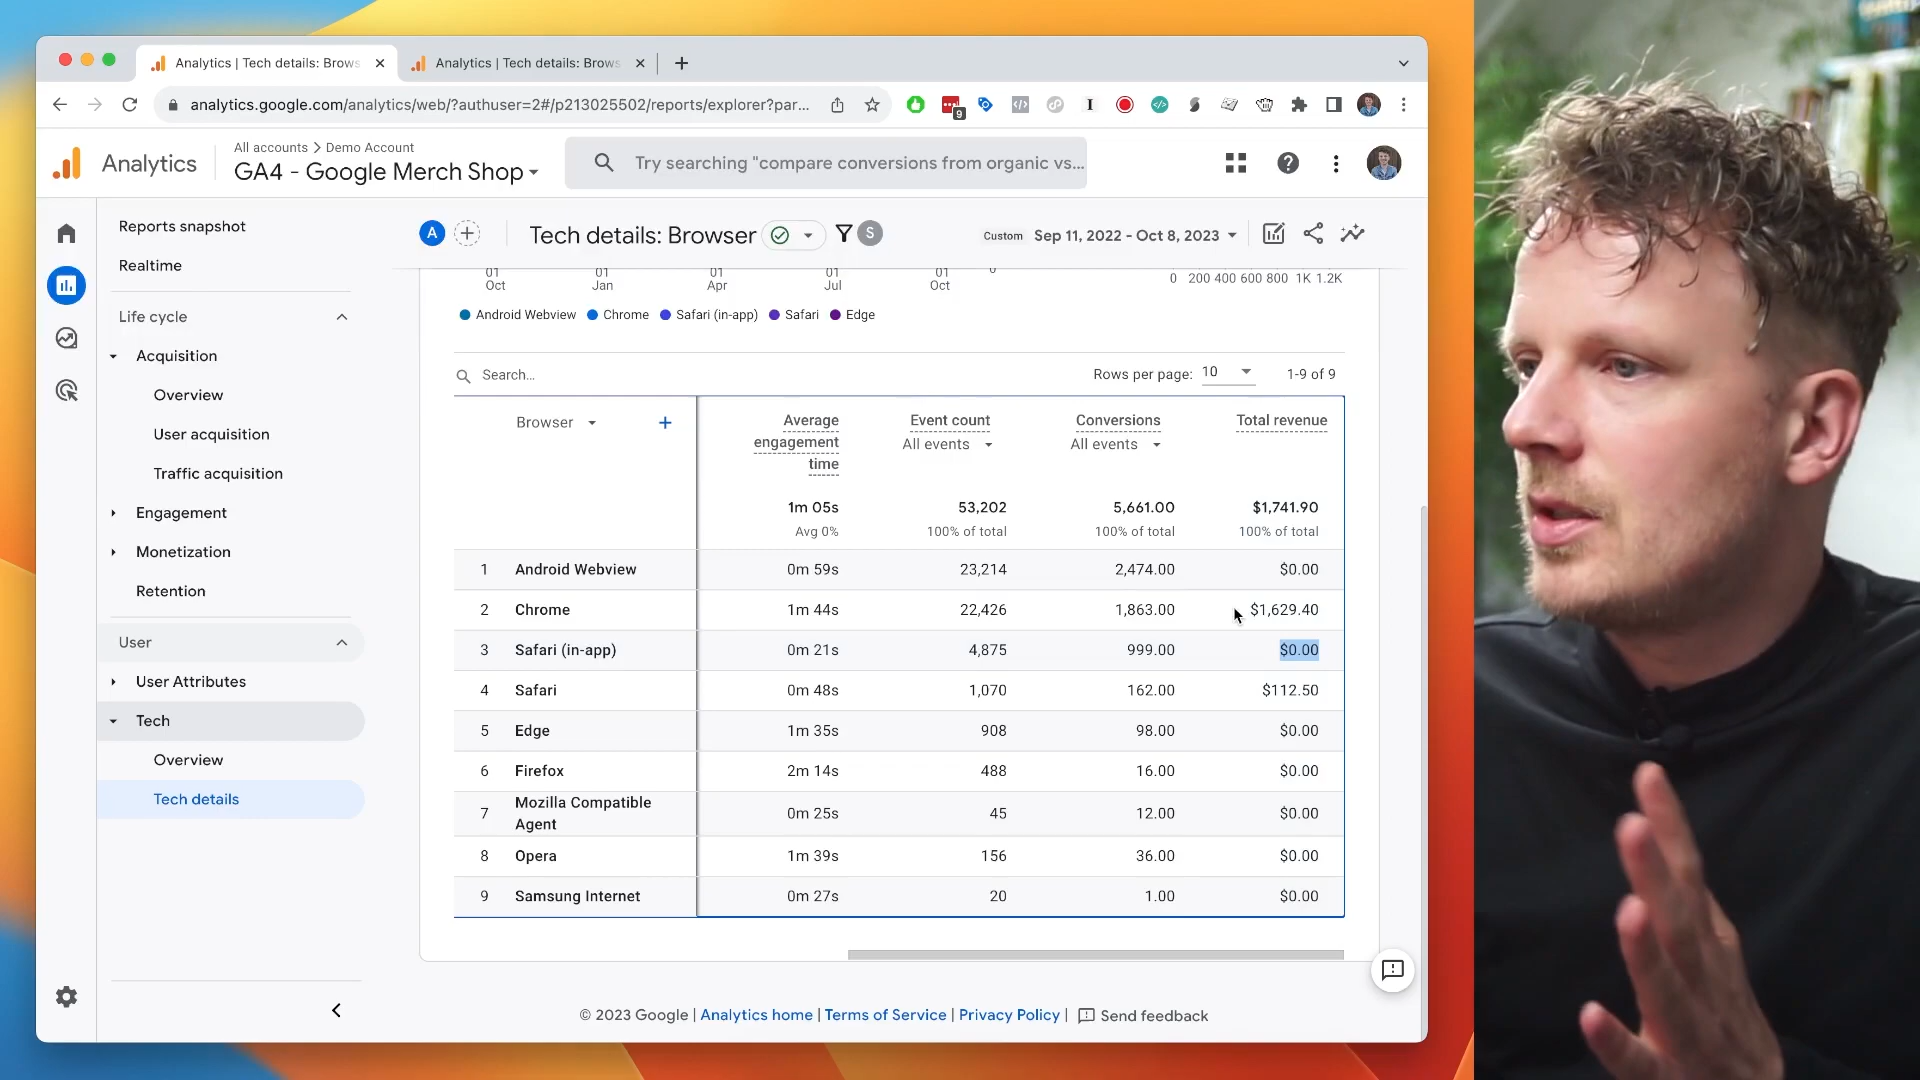 Analytics | Tech details: Brows
Analytics | Tech details: Brows
analytics.google.com/analytics/web/?authuser=2#/p213025502/reports/explorer?par...
9
Analytics
All accounts > Demo Account
GA4 - Google Merch Shop
Try searching "compare conversions from organic vs...
Reports snapshot
Realtime
Life cycle
Acquisition
Overview
User acquisition
Traffic acquisition
Engagement
Monetization
Retention
User
User Attributes
Tech
Overview
Tech details
A
Tech details: Browser
S
Custom Sep 11, 2022 - Oct 8, 2023
01 01 01 01 01 0
Oct Jan Apr Jul Oct
0 200 400 600 800 1K 1.2K
Android Webview Chrome Safari (in-app) Safari Edge
Search...
Rows per page: 10 1-9 of 9
Browser
Average engagement time
Event count
All events
Conversions
All events
Total revenue
1m 05s 53,202 5,661.00 $1,741.90
Avg 0% 100% of total 100% of total 100% of total
1 Android Webview 0m 59s 23,214 2,474.00 $0.00
2 Chrome 1m 44s 22,426 1,863.00 $1,629.40
3 Safari (in-app) 0m 21s 4,875 999.00 $0.00
4 Safari 0m 48s 1,070 162.00 $112.50
5 Edge 1m 35s 908 98.00 $0.00
6 Firefox 2m 14s 488 16.00 $0.00
7 Mozilla Compatible Agent 0m 25s 45 12.00 $0.00
8 Opera 1m 39s 156 36.00 $0.00
9 Samsung Internet 0m 27s 20 1.00 $0.00
© 2023 Google | Analytics home | Terms of Service | Privacy Policy | Send feedback